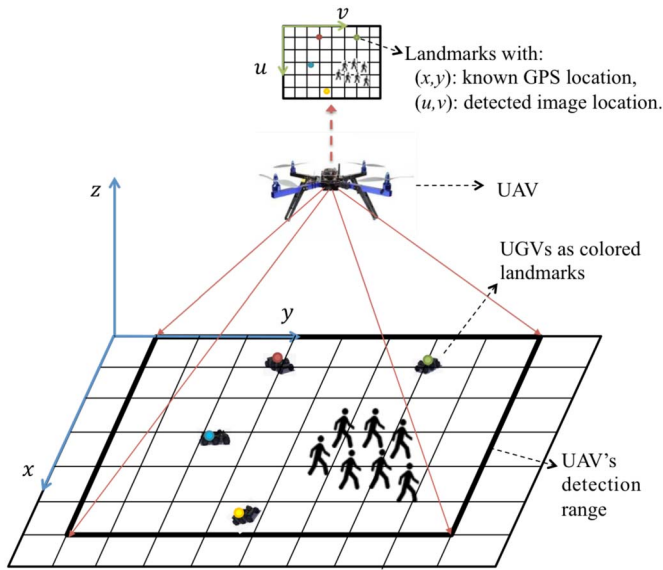 v
u
Landmarks with:
(x,y): known GPS location,
(u,v): detected image location.
z
UAV
UGVs as colored
landmarks
y
x
UAV's
detection
range